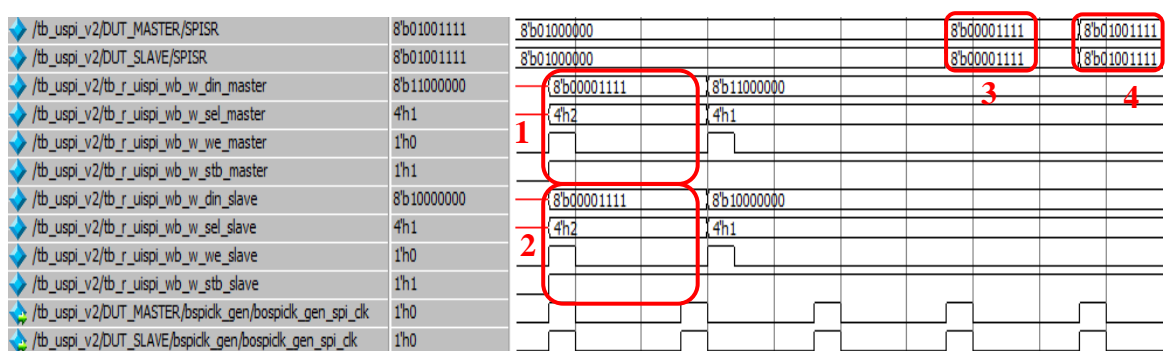 /tb_uspi_v2/DUT_MASTER/SPISR 8'b01001111 8'b01000000 8'b00001111 8'b01001111
/tb_uspi_v2/DUT_SLAVE/SPISR 8'b01001111 8'b01000000 8'b00001111 8'b01001111
/tb_uspi_v2/tb_r_uispi_wb_w_din_master 8'b11000000 8'b00001111 8'b11000000 3 4
/tb_uspi_v2/tb_r_uispi_wb_w_sel_master 4'h1 4'h2 4'h1
1
/tb_uspi_v2/tb_r_uispi_wb_w_we_master 1'h0
/tb_uspi_v2/tb_r_uispi_wb_w_stb_master 1'h1
/tb_uspi_v2/tb_r_uispi_wb_w_din_slave 8'b10000000 8'b00001111 8'b10000000
/tb_uspi_v2/tb_r_uispi_wb_w_sel_slave 4'h1 4'h2 4'h1
2
/tb_uspi_v2/tb_r_uispi_wb_w_we_slave 1'h0
/tb_uspi_v2/tb_r_uispi_wb_w_stb_slave 1'h1
/tb_uspi_v2/DUT_MASTER/bspiclk_gen/bospiclk_gen_spi_clk 1'h0
/tb_uspi_v2/DUT_SLAVE/bspiclk_gen/bospiclk_gen_spi_clk 1'h0